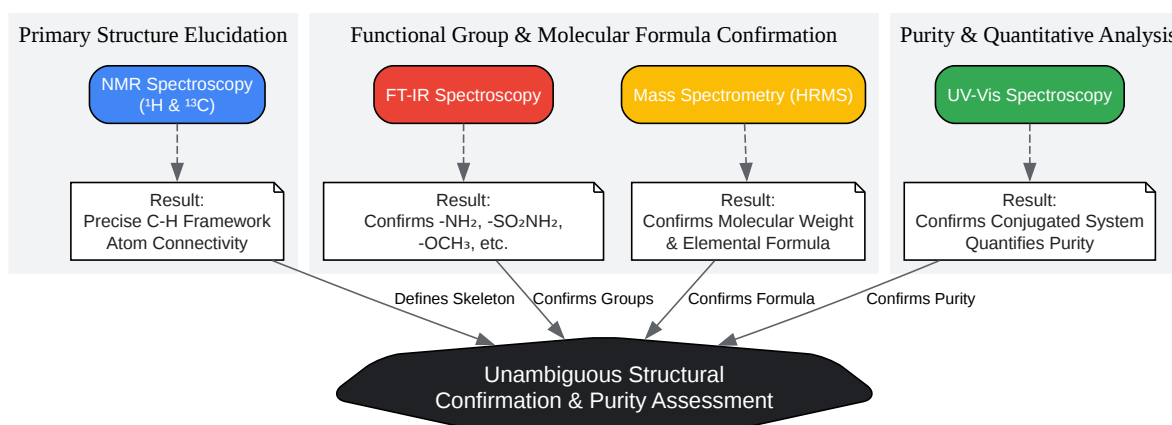 Primary Structure Elucidation
Functional Group & Molecular Formula Confirmation
Purity & Quantitative Analysis
NMR Spectroscopy
(¹H & ¹³C)
FT-IR Spectroscopy
Mass Spectrometry (HRMS)
UV-Vis Spectroscopy
Result:
Precise C-H Framework
Atom Connectivity
Result:
Confirms -NH₂, -SO₂NH₂,
-OCH₃, etc.
Result:
Confirms Molecular Weight
& Elemental Formula
Result:
Confirms Conjugated System
Quantifies Purity
Defines Skeleton
Confirms Groups
Confirms Formula
Confirms Purity
Unambiguous Structural
Confirmation & Purity Assessment